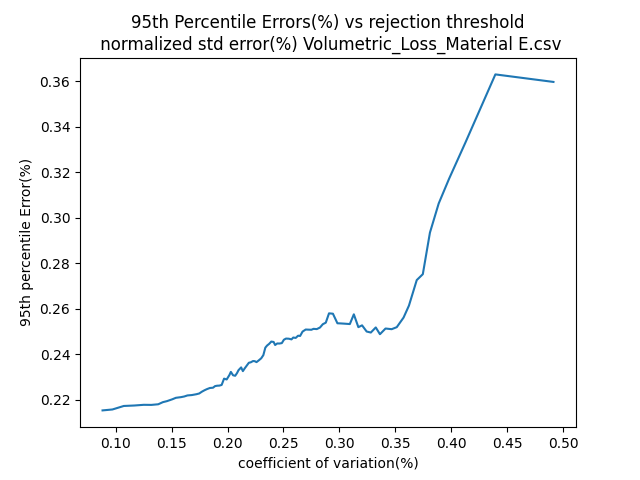 95th Percentile Errors(%) vs rejection threshold
normalized std error(%) Volumetric_Loss_Material E.csv
95th percentile Error(%)
0.36
0.34
0.32
0.30
0.28
0.26
0.24
0.22
0.10 0.15 0.20 0.25 0.30 0.35 0.40 0.45 0.50
coefficient of variation(%)